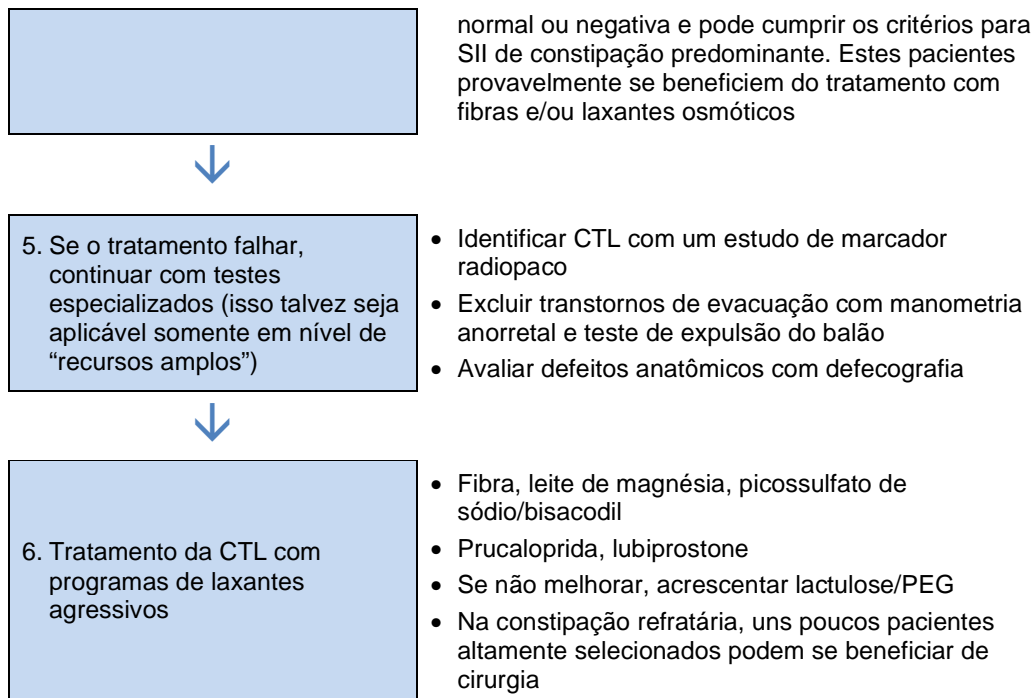 normal ou negativa e pode cumprir os critérios para
SII de constipação predominante. Estes pacientes
provavelmente se beneficiem do tratamento com
fibras e/ou laxantes osmóticos
5. Se o tratamento falhar,
continuar com testes
especializados (isso talvez seja
aplicável somente em nível de
“recursos amplos”)
• Identificar CTL com um estudo de marcador
radiopaco
• Excluir transtornos de evacuação com manometria
anorretal e teste de expulsão do balão
• Avaliar defeitos anatômicos com defecografia
6. Tratamento da CTL com
programas de laxantes
agressivos
• Fibra, leite de magnésia, picossulfato de
sódio/bisacodil
• Prucaloprida, lubiprostone
• Se não melhorar, acrescentar lactulose/PEG
• Na constipação refratária, uns poucos pacientes
altamente selecionados podem se beneficiar de
cirurgia